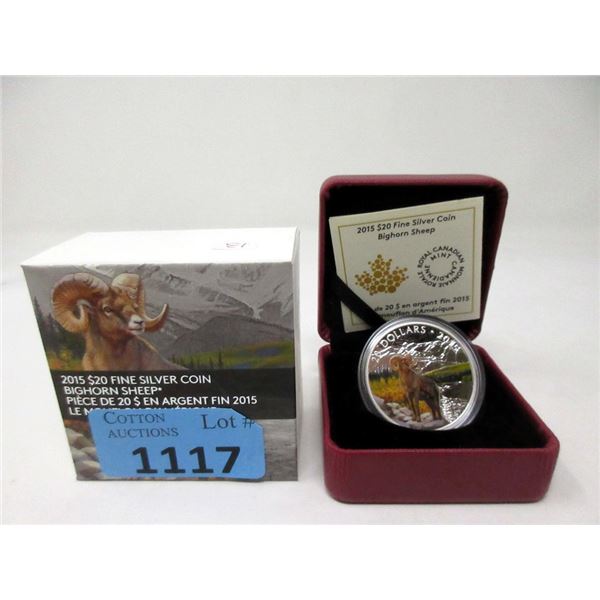 2015 $20 FINE SILVER COIN
BIGHORN SHEEP*
PIÈCE DE 20 $ EN ARGENT FIN 2015
COTTON
AUCTIONS
Lot #
1117
2015 $20 Fine Silver Coin
Bighorn Sheep
ROYAL CANADIAN MINT
MONNAIE ROYALE CANADIENNE
de 20 $ en argent fin 2015
d'Amérique
20 DOLLARS